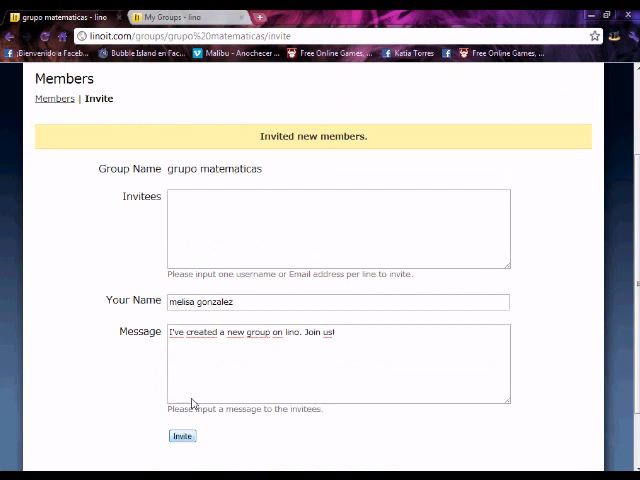 grupo matematicas - lino
My Groups - lino
linoit.com/groups/grupo%20matematicas/invite
¡Bienvenido a Faceb...
Bubble Island en Fac...
Malibu - Anochecer ...
Free Online Games, ...
Katia Torres
Free Online Games, ...
Members
Members | Invite
Invited new members.
Group Name grupo matematicas
Invitees
Please input one username or Email address per line to invite.
Your Name melisa gonzalez
Message I've created a new group on lino. Join us!
Please input a message to the invitees.
Invite